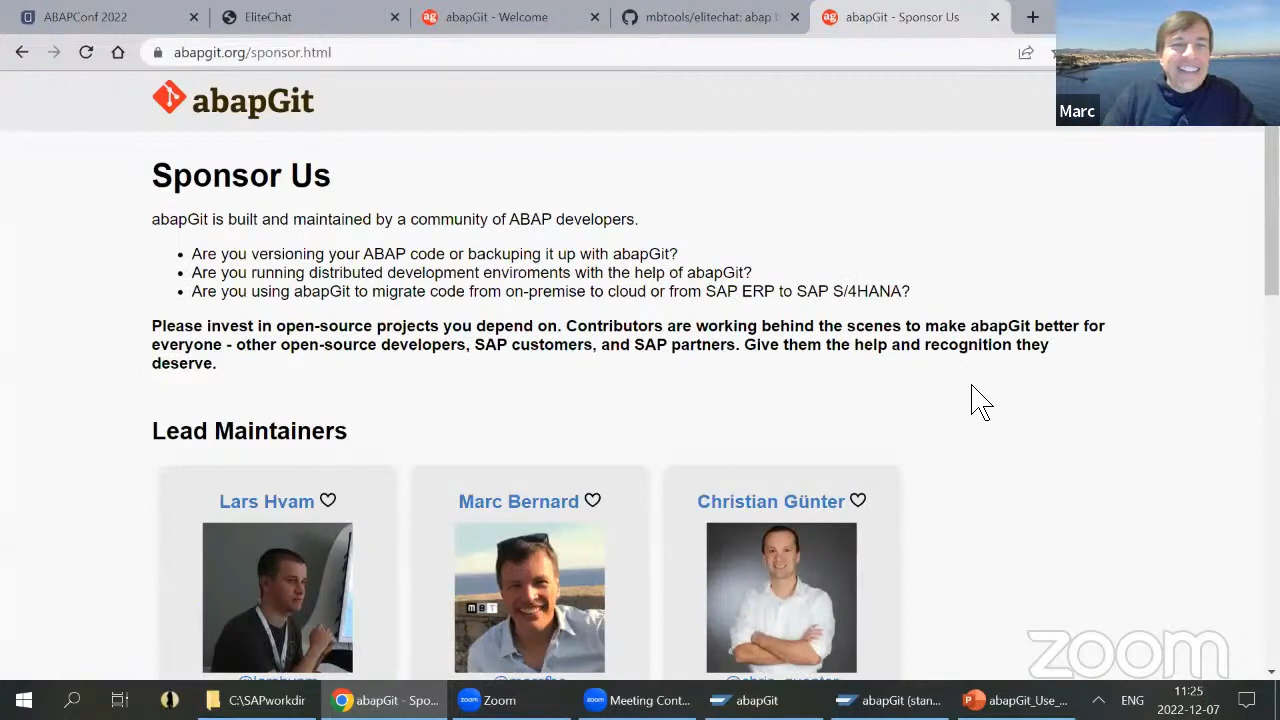 ABAPConf 2022
EliteChat
abapGit - Welcome
mbtools/elitechat: abap
abapGit - Sponsor Us
abapgit.org/sponsor.html
Marc
abapGit
Sponsor Us
abapGit is built and maintained by a community of ABAP developers.
Are you versioning your ABAP code or backuping it up with abapGit?
Are you running distributed development enviroments with the help of abapGit?
Are you using abapGit to migrate code from on-premise to cloud or from SAP ERP to SAP S/4HANA?
Please invest in open-source projects you depend on. Contributors are working behind the scenes to make abapGit better for
everyone - other open-source developers, SAP customers, and SAP partners. Give them the help and recognition they
deserve.
Lead Maintainers
Lars Hvam
Marc Bernard
Christian Günter
MBT
zoom
C:\SAPworkdir
abapGit - Spo...
Zoom
Meeting Cont...
abapGit
abapGit (stan...
abapGit_Use_...
ENG
11:25
2022-12-07